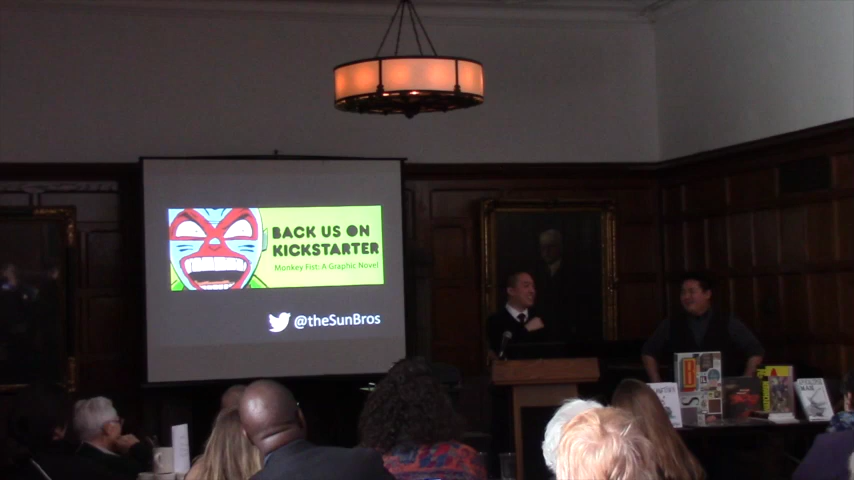 BACK US ON
KICKSTARTER
Monkey Fist: A Graphic Novel
@theSunBros